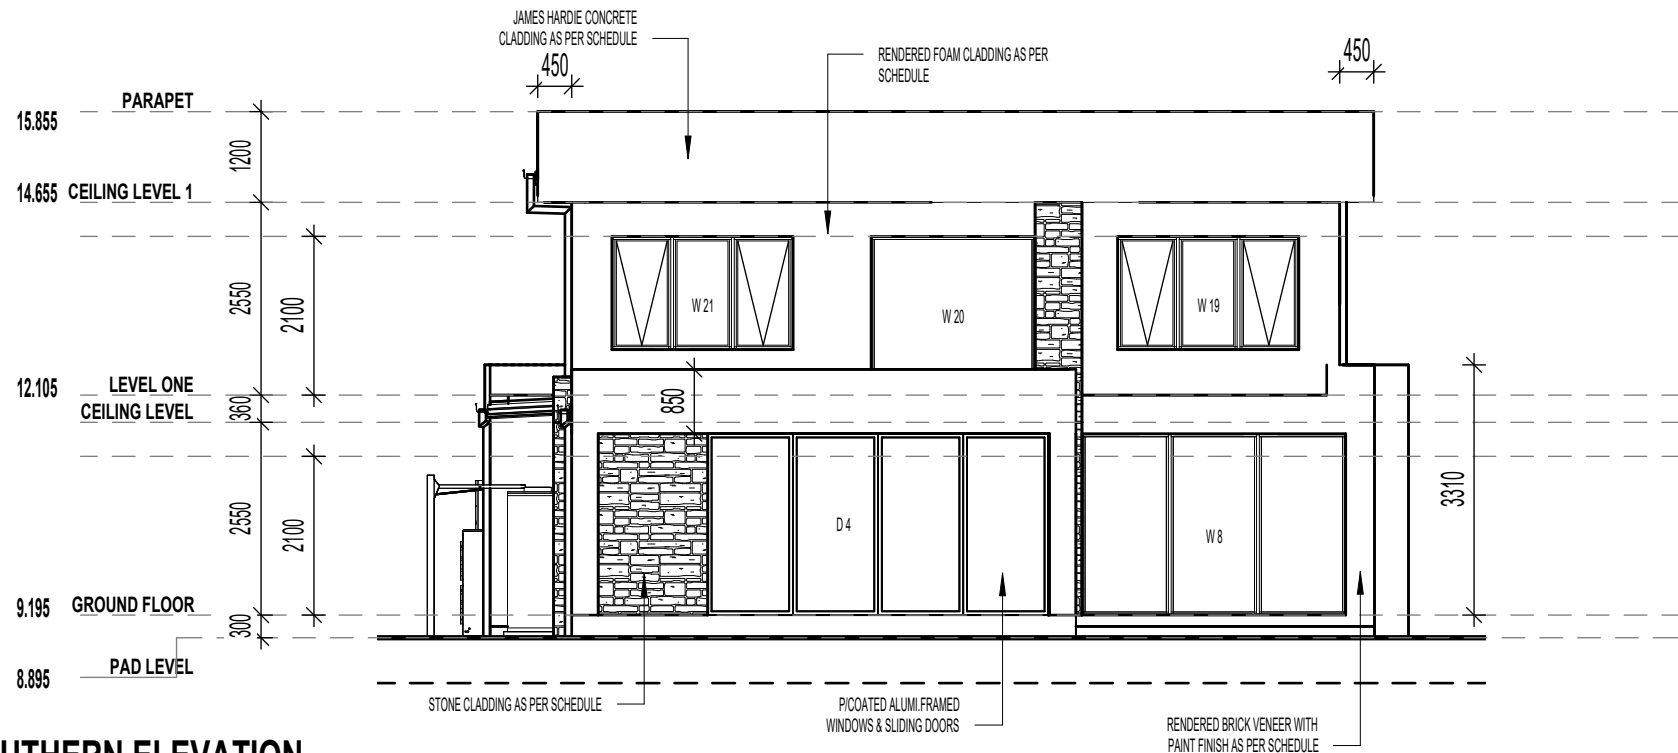 JAMES HARDIE CONCRETE
CLADDING AS PER SCHEDULE
RENDERED FOAM CLADDING AS PER
SCHEDULE
450
450
PARAPET
15.855
1200
14.655 CEILING LEVEL 1
2550
2100
W 21
W 20
W 19
12.105 LEVEL ONE
360
CEILING LEVEL
850
2550
2100
3310
D 4
W 8
9.195 GROUND FLOOR
300
PAD LEVEL
8.895
STONE CLADDING AS PER SCHEDULE
P/COATED ALUMI.FRAMED
WINDOWS & SLIDING DOORS
RENDERED BRICK VENEER WITH
PAINT FINISH AS PER SCHEDULE
UTHERN ELEVATION